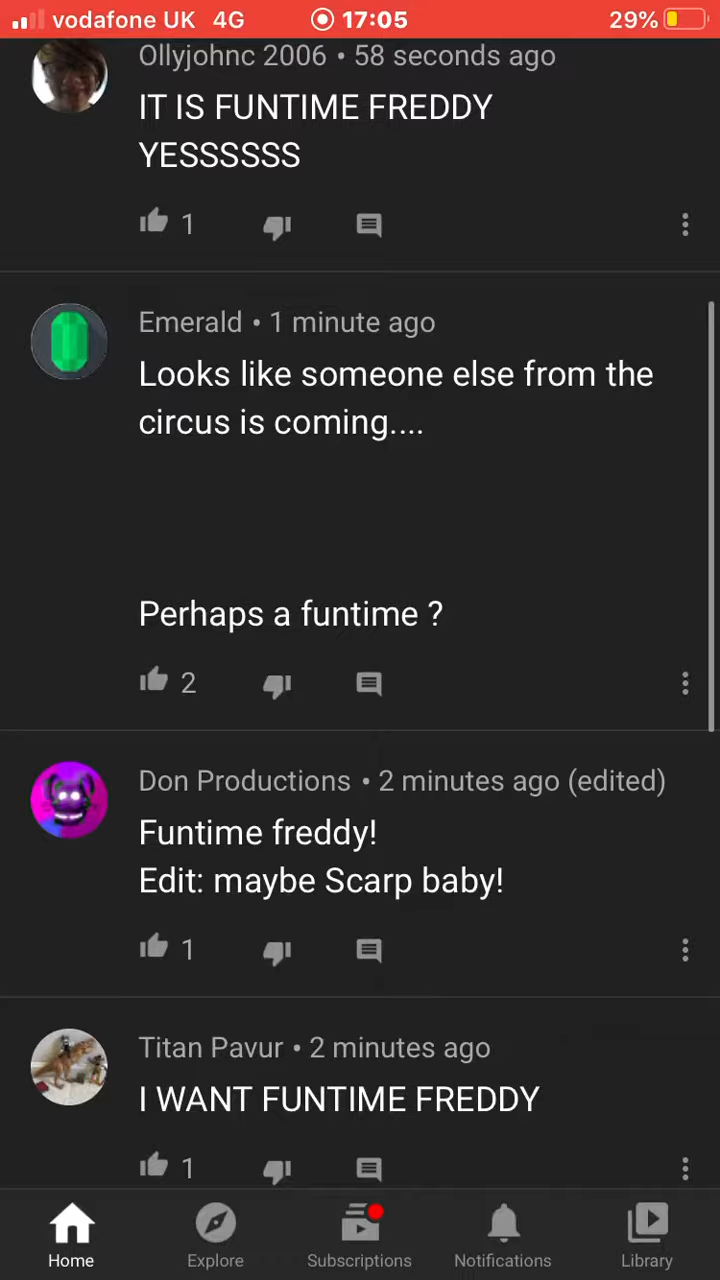 vodafone UK 4G 17:05 29%
Ollyjohnc 2006 • 58 seconds ago
IT IS FUNTIME FREDDY
YESSSSSS
1
Emerald • 1 minute ago
Looks like someone else from the
circus is coming....
Perhaps a funtime ?
2
Don Productions • 2 minutes ago (edited)
Funtime freddy!
Edit: maybe Scarp baby!
1
Titan Pavur • 2 minutes ago
I WANT FUNTIME FREDDY
1
Home Explore Subscriptions Notifications Library